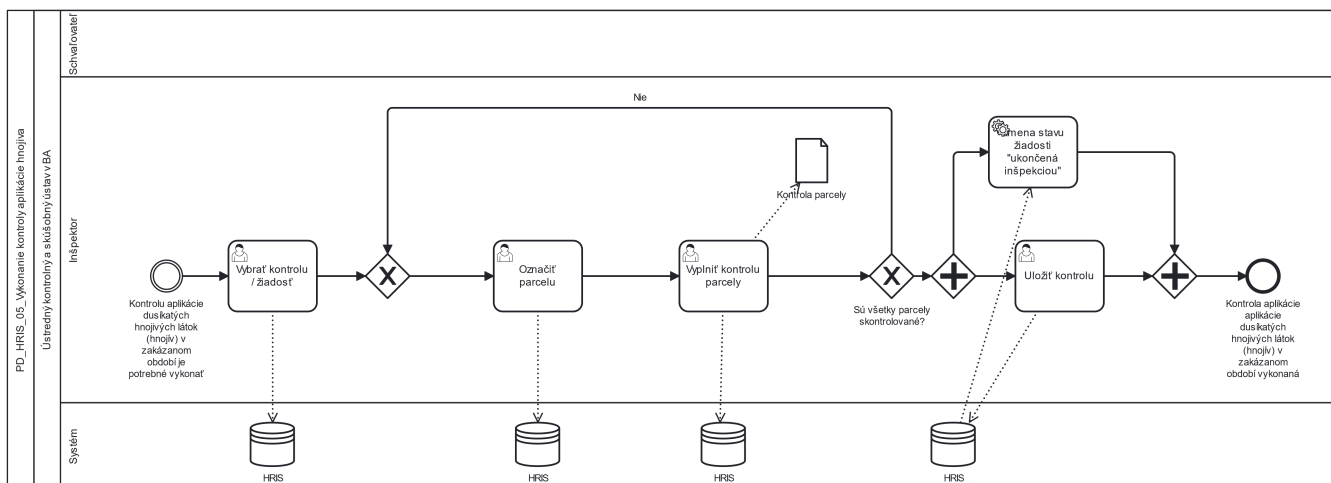 PD_HRIS_05_Vykonanie kontroly aplikácie hnojiva
Ústredný kontrolný a skúšobný ústav v BA
Schvaľovateľ
Inšpektor
Systém
Kontrolu aplikácie
dusíkatých
hnojivých látok
(hnojív) v
zakázanom
období je
potrebné vykonať
Vybrať kontrolu
/ žiadosť
Označiť
parcelu
Vyplniť kontrolu
parcely
Kontrola parcely
Nie
Sú všetky parcely
skontrolované?
mena stavu
žiadosti
"ukončená
inšpekciou"
Uložiť kontrolu
Kontrola aplikácie
aplikácie
dusíkatých
hnojivých látok
(hnojív) v
zakázanom
období vykonaná
HRIS
HRIS
HRIS
HRIS